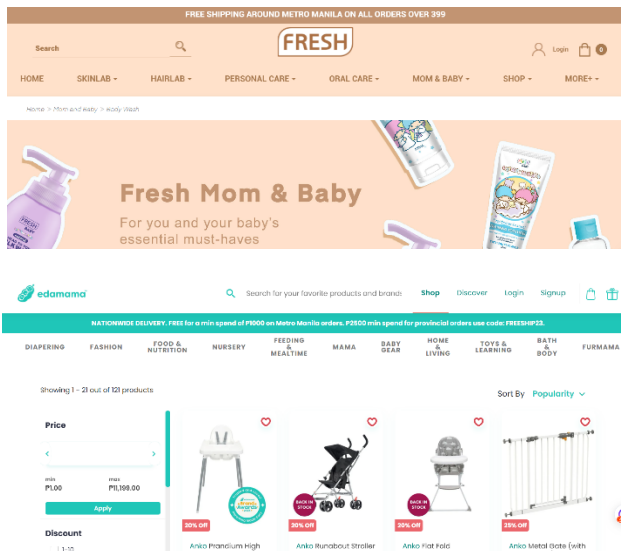 FREE SHIPPING AROUND METRO MANILA ON ALL ORDERS OVER 399
Search
FRESH
Login
0
HOME
SKINLAB
HAIRLAB
PERSONAL CARE
ORAL CARE
MOM & BABY
SHOP
MORE+
Home > Mom and Baby > Body Wash
Fresh Mom & Baby
For you and your baby's
essential must-haves
FRESH
edamama
Search for your favorite products and brands
Shop
Discover
Login
Signup
NATIONWIDE DELIVERY. FREE for a min spend of P1000 on Metro Manila orders. P2500 min spend for provincial orders use code: FREESHIP23.
DIAPERING
FASHION
FOOD &
NUTRITION
NURSERY
FEEDING
&
MEALTIME
MAMA
BABY
GEAR
HOME
&
LIVING
TOYS &
LEARNING
BATH
&
BODY
FURMAMA
Showing 1 - 21 out of 121 products
Sort By Popularity
Price
min
max
₱1.00
₱11,199.00
Apply
Discount
1-10
BACK IN
STOCK
BACK IN
STOCK
20% Off
20% Off
20% Off
25% Off
Anko Prandium High
Anko Runabout Stroller
Anko Flat Fold
Anko Metal Gate (with